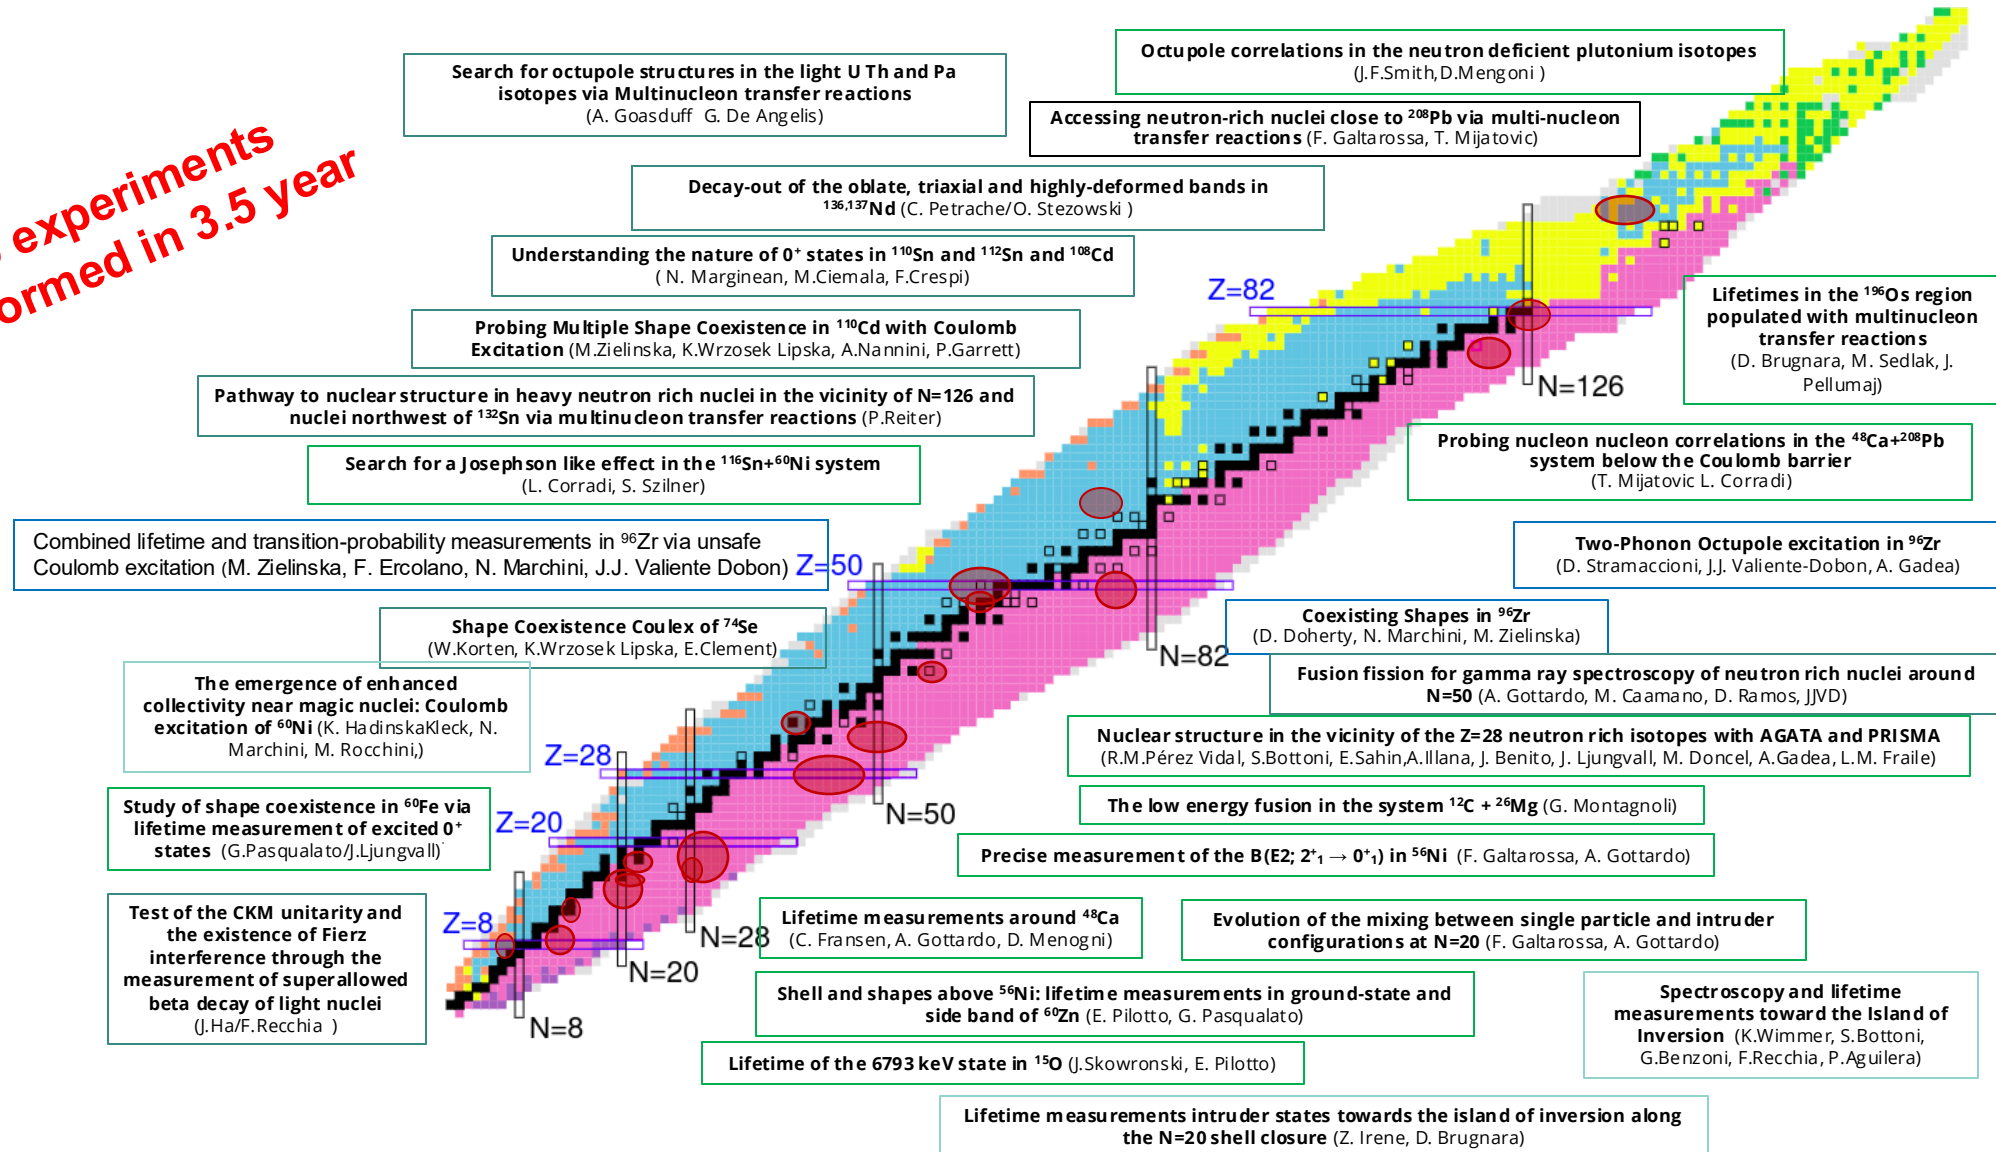 experiments
ormed in 3.5 year
Search for octupole structures in the light U Th and Pa
isotopes via Multinucleon transfer reactions
(A. Goasduff G. De Angelis)
Octupole correlations in the neutron deficient plutonium isotopes
(J.F.Smith,D.Mengoni )
Accessing neutron-rich nuclei close to ²⁰⁸Pb via multi-nucleon
transfer reactions (F. Galtarossa, T. Mijatovic)
Decay-out of the oblate, triaxial and highly-deformed bands in
¹³⁶,¹³⁷Nd (C. Petrache/O. Stezowski )
Understanding the nature of 0⁺ states in ¹¹⁰Sn and ¹¹²Sn and ¹⁰⁸Cd
( N. Marginean, M.Ciemala, F.Crespi)
Z=82
Lifetimes in the ¹⁹⁶Os region
populated with multinucleon
transfer reactions
(D. Brugnara, M. Sedlak, J.
Pellumaj)
Probing Multiple Shape Coexistence in ¹¹⁰Cd with Coulomb
Excitation (M.Zielinska, K.Wrzosek Lipska, A.Nannini, P.Garrett)
N=126
Pathway to nuclear structure in heavy neutron rich nuclei in the vicinity of N=126 and
nuclei northwest of ¹³²Sn via multinucleon transfer reactions (P.Reiter)
Probing nucleon nucleon correlations in the ⁴⁸Ca+²⁰⁸Pb
system below the Coulomb barrier
(T. Mijatovic L. Corradi)
Search for a Josephson like effect in the ¹¹⁶Sn+⁶⁰Ni system
(L. Corradi, S. Szilner)
Combined lifetime and transition-probability measurements in ⁹⁶Zr via unsafe
Coulomb excitation (M. Zielinska, F. Ercolano, N. Marchini, J.J. Valiente Dobon)
Z=50
Two-Phonon Octupole excitation in ⁹⁶Zr
(D. Stramaccioni, J.J. Valiente-Dobon, A. Gadea)
Coexisting Shapes in ⁹⁶Zr
(D. Doherty, N. Marchini, M. Zielinska)
Shape Coexistence Coulex of ⁷⁴Se
(W.Korten, K.Wrzosek Lipska, E.Clement)
N=82
Fusion fission for gamma ray spectroscopy of neutron rich nuclei around
N=50 (A. Gottardo, M. Caamano, D. Ramos, JJVD)
The emergence of enhanced
collectivity near magic nuclei: Coulomb
excitation of ⁶⁰Ni (K. HadinskaKleck, N.
Marchini, M. Rocchini,)
Nuclear structure in the vicinity of the Z=28 neutron rich isotopes with AGATA and PRISMA
(R.M.Pérez Vidal, S.Bottoni, E.Sahin,A.Illana, J. Benito, J. Ljungvall, M. Doncel, A.Gadea, L.M. Fraile)
Z=28
N=50
The low energy fusion in the system ¹²C + ²⁶Mg (G. Montagnoli)
Study of shape coexistence in ⁶⁰Fe via
lifetime measurement of excited 0⁺
states (G.Pasqualato/J.Ljungvall)
Z=20
Precise measurement of the B(E2; 2⁺₁ → 0⁺₁) in ⁵⁶Ni (F. Galtarossa, A. Gottardo)
Test of the CKM unitarity and
the existence of Fierz
interference through the
measurement of superallowed
beta decay of light nuclei
(J.Ha/F.Recchia )
Z=8
N=28
Lifetime measurements around ⁴⁸Ca
(C. Fransen, A. Gottardo, D. Menogni)
Evolution of the mixing between single particle and intruder
configurations at N=20 (F. Galtarossa, A. Gottardo)
N=20
Shell and shapes above ⁵⁶Ni: lifetime measurements in ground-state and
side band of ⁶⁰Zn (E. Pilotto, G. Pasqualato)
Spectroscopy and lifetime
measurements toward the Island of
Inversion (K.Wimmer, S.Bottoni,
G.Benzoni, F.Recchia, P.Aguilera)
N=8
Lifetime of the 6793 keV state in ¹⁵O (J.Skowronski, E. Pilotto)
Lifetime measurements intruder states towards the island of inversion along
the N=20 shell closure (Z. Irene, D. Brugnara)